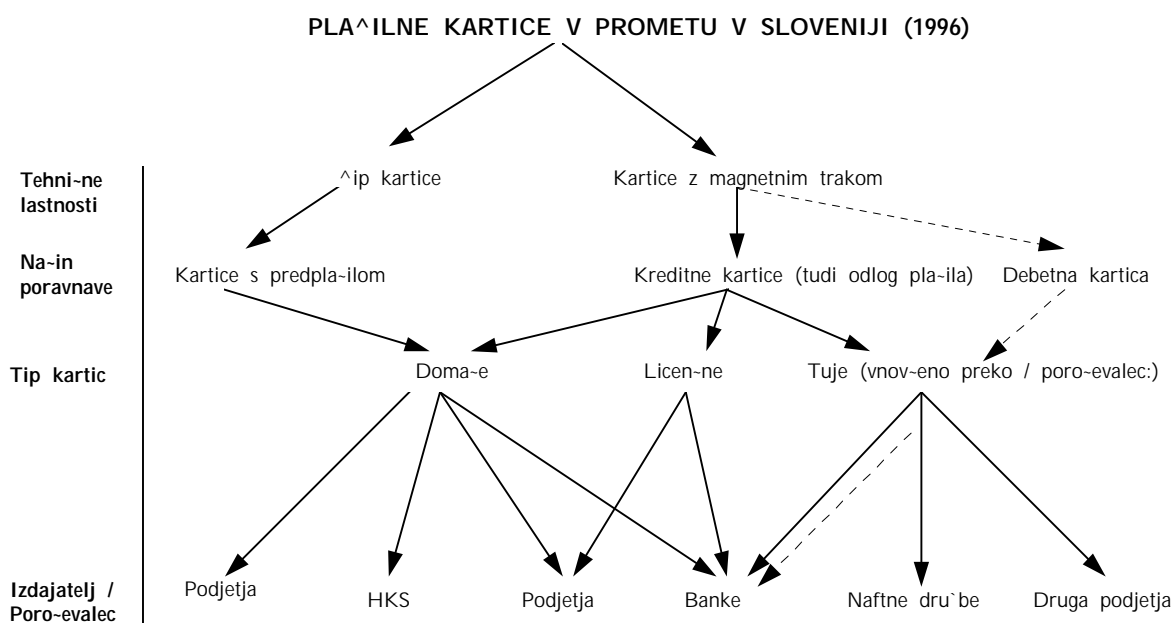 PLA^ILNE KARTICE V PROMETU V SLOVENIJI (1996)
Tehni~ne
lastnosti
^ip kartice
Kartice z magnetnim trakom
Na~in
poravnave
Kartice s predpla~ilom
Kreditne kartice (tudi odlog pla~ila)
Debetna kartica
Tip kartic
Doma~e
Licen~ne
Tuje (vnov~eno preko / poro~evalec:)
Izdajatelj /
Poro~evalec
Podjetja
HKS
Podjetja
Banke
Naftne dru`be
Druga podjetja